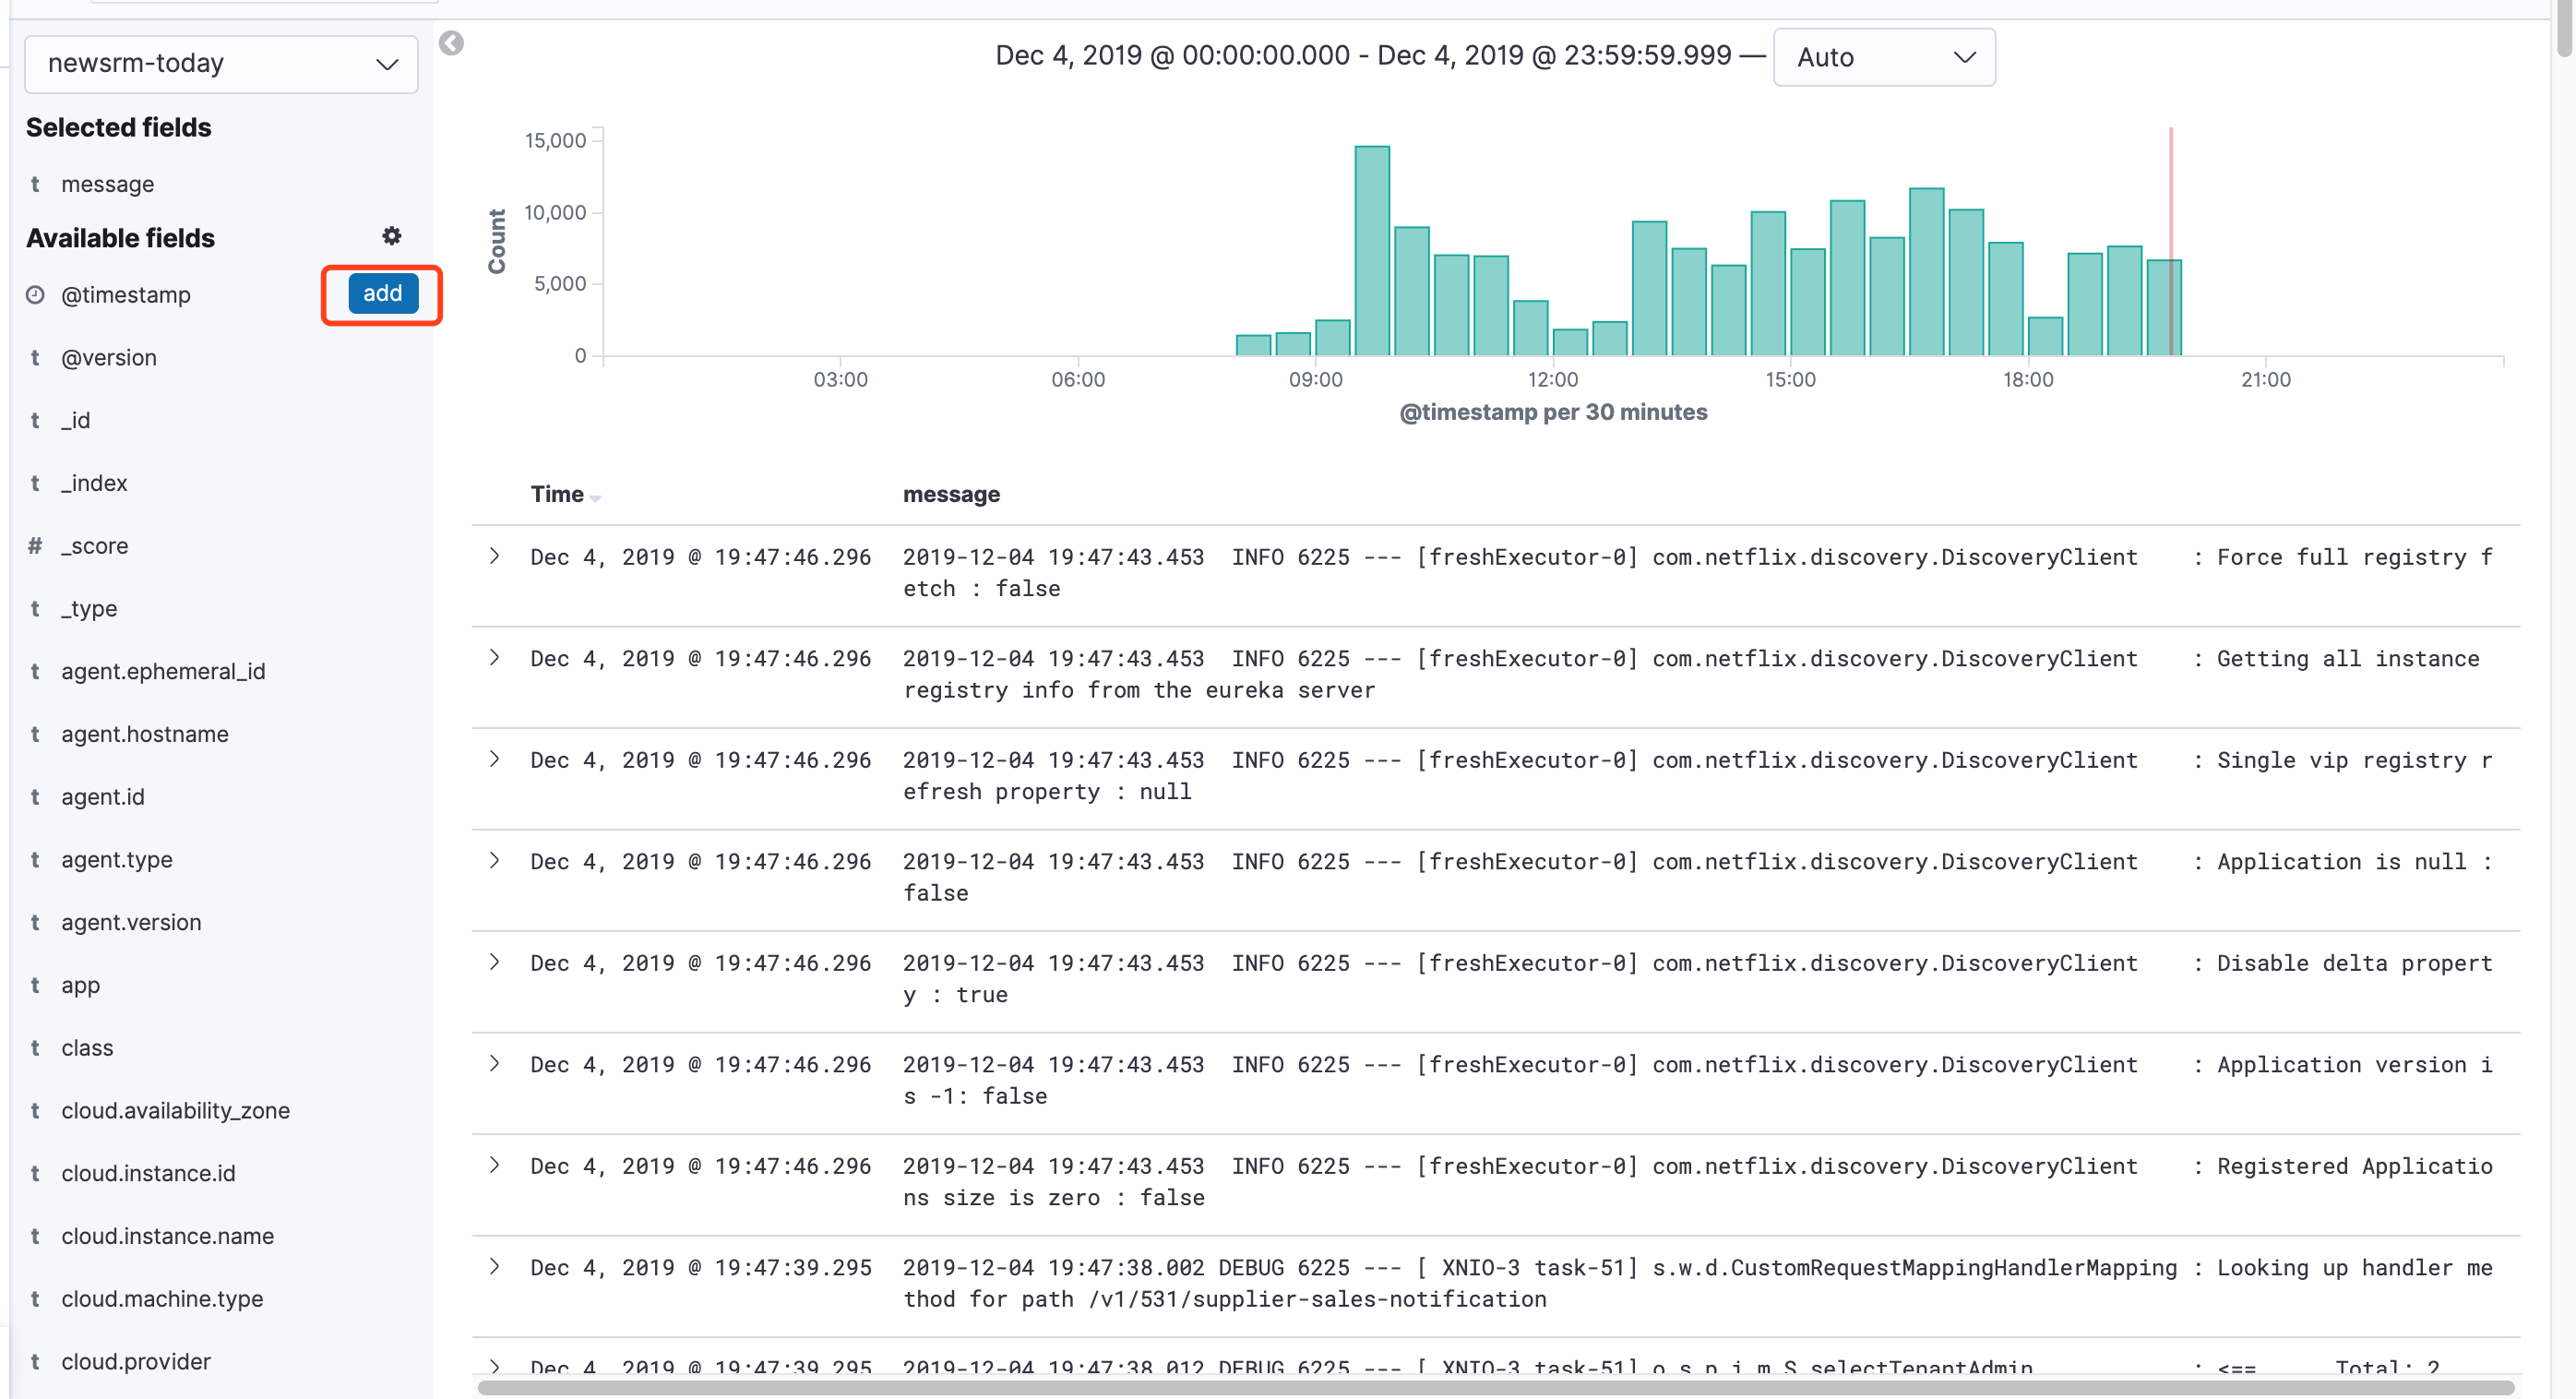 newsrm-today
Selected fields
t message
Available fields
@timestamp add
t @version
t _id
t _index
# _score
t _type
t agent.ephemeral_id
t agent.hostname
t agent.id
t agent.type
t agent.version
t app
t class
t cloud.availability_zone
t cloud.instance.id
t cloud.instance.name
t cloud.machine.type
t cloud.provider
Dec 4, 2019 @ 00:00:00.000 - Dec 4, 2019 @ 23:59:59.999 — Auto
Count
15,000
10,000
5,000
0
03:00 06:00 09:00 12:00 15:00 18:00 21:00
@timestamp per 30 minutes
Time message
Dec 4, 2019 @ 19:47:46.296 2019-12-04 19:47:43.453  INFO 6225 --- [freshExecutor-0] com.netflix.discovery.DiscoveryClient    : Force full registry f
etch : false
Dec 4, 2019 @ 19:47:46.296 2019-12-04 19:47:43.453  INFO 6225 --- [freshExecutor-0] com.netflix.discovery.DiscoveryClient    : Getting all instance
registry info from the eureka server
Dec 4, 2019 @ 19:47:46.296 2019-12-04 19:47:43.453  INFO 6225 --- [freshExecutor-0] com.netflix.discovery.DiscoveryClient    : Single vip registry r
efresh property : null
Dec 4, 2019 @ 19:47:46.296 2019-12-04 19:47:43.453  INFO 6225 --- [freshExecutor-0] com.netflix.discovery.DiscoveryClient    : Application is null :
false
Dec 4, 2019 @ 19:47:46.296 2019-12-04 19:47:43.453  INFO 6225 --- [freshExecutor-0] com.netflix.discovery.DiscoveryClient    : Disable delta propert
y : true
Dec 4, 2019 @ 19:47:46.296 2019-12-04 19:47:43.453  INFO 6225 --- [freshExecutor-0] com.netflix.discovery.DiscoveryClient    : Application version i
s -1: false
Dec 4, 2019 @ 19:47:46.296 2019-12-04 19:47:43.453  INFO 6225 --- [freshExecutor-0] com.netflix.discovery.DiscoveryClient    : Registered Applicatio
ns size is zero : false
Dec 4, 2019 @ 19:47:39.295 2019-12-04 19:47:38.002 DEBUG 6225 --- [ XNIO-3 task-51] s.w.d.CustomRequestMappingHandlerMapping : Looking up handler me
thod for path /v1/531/supplier-sales-notification
Dec 4, 2019 @ 19:47:39.295 2019-12-04 19:47:38.012 DEBUG 6225 --- [ XNIO-3 task-51] o.s.p.i.m.S.selectTenantAdmin            : <==      Total: 2